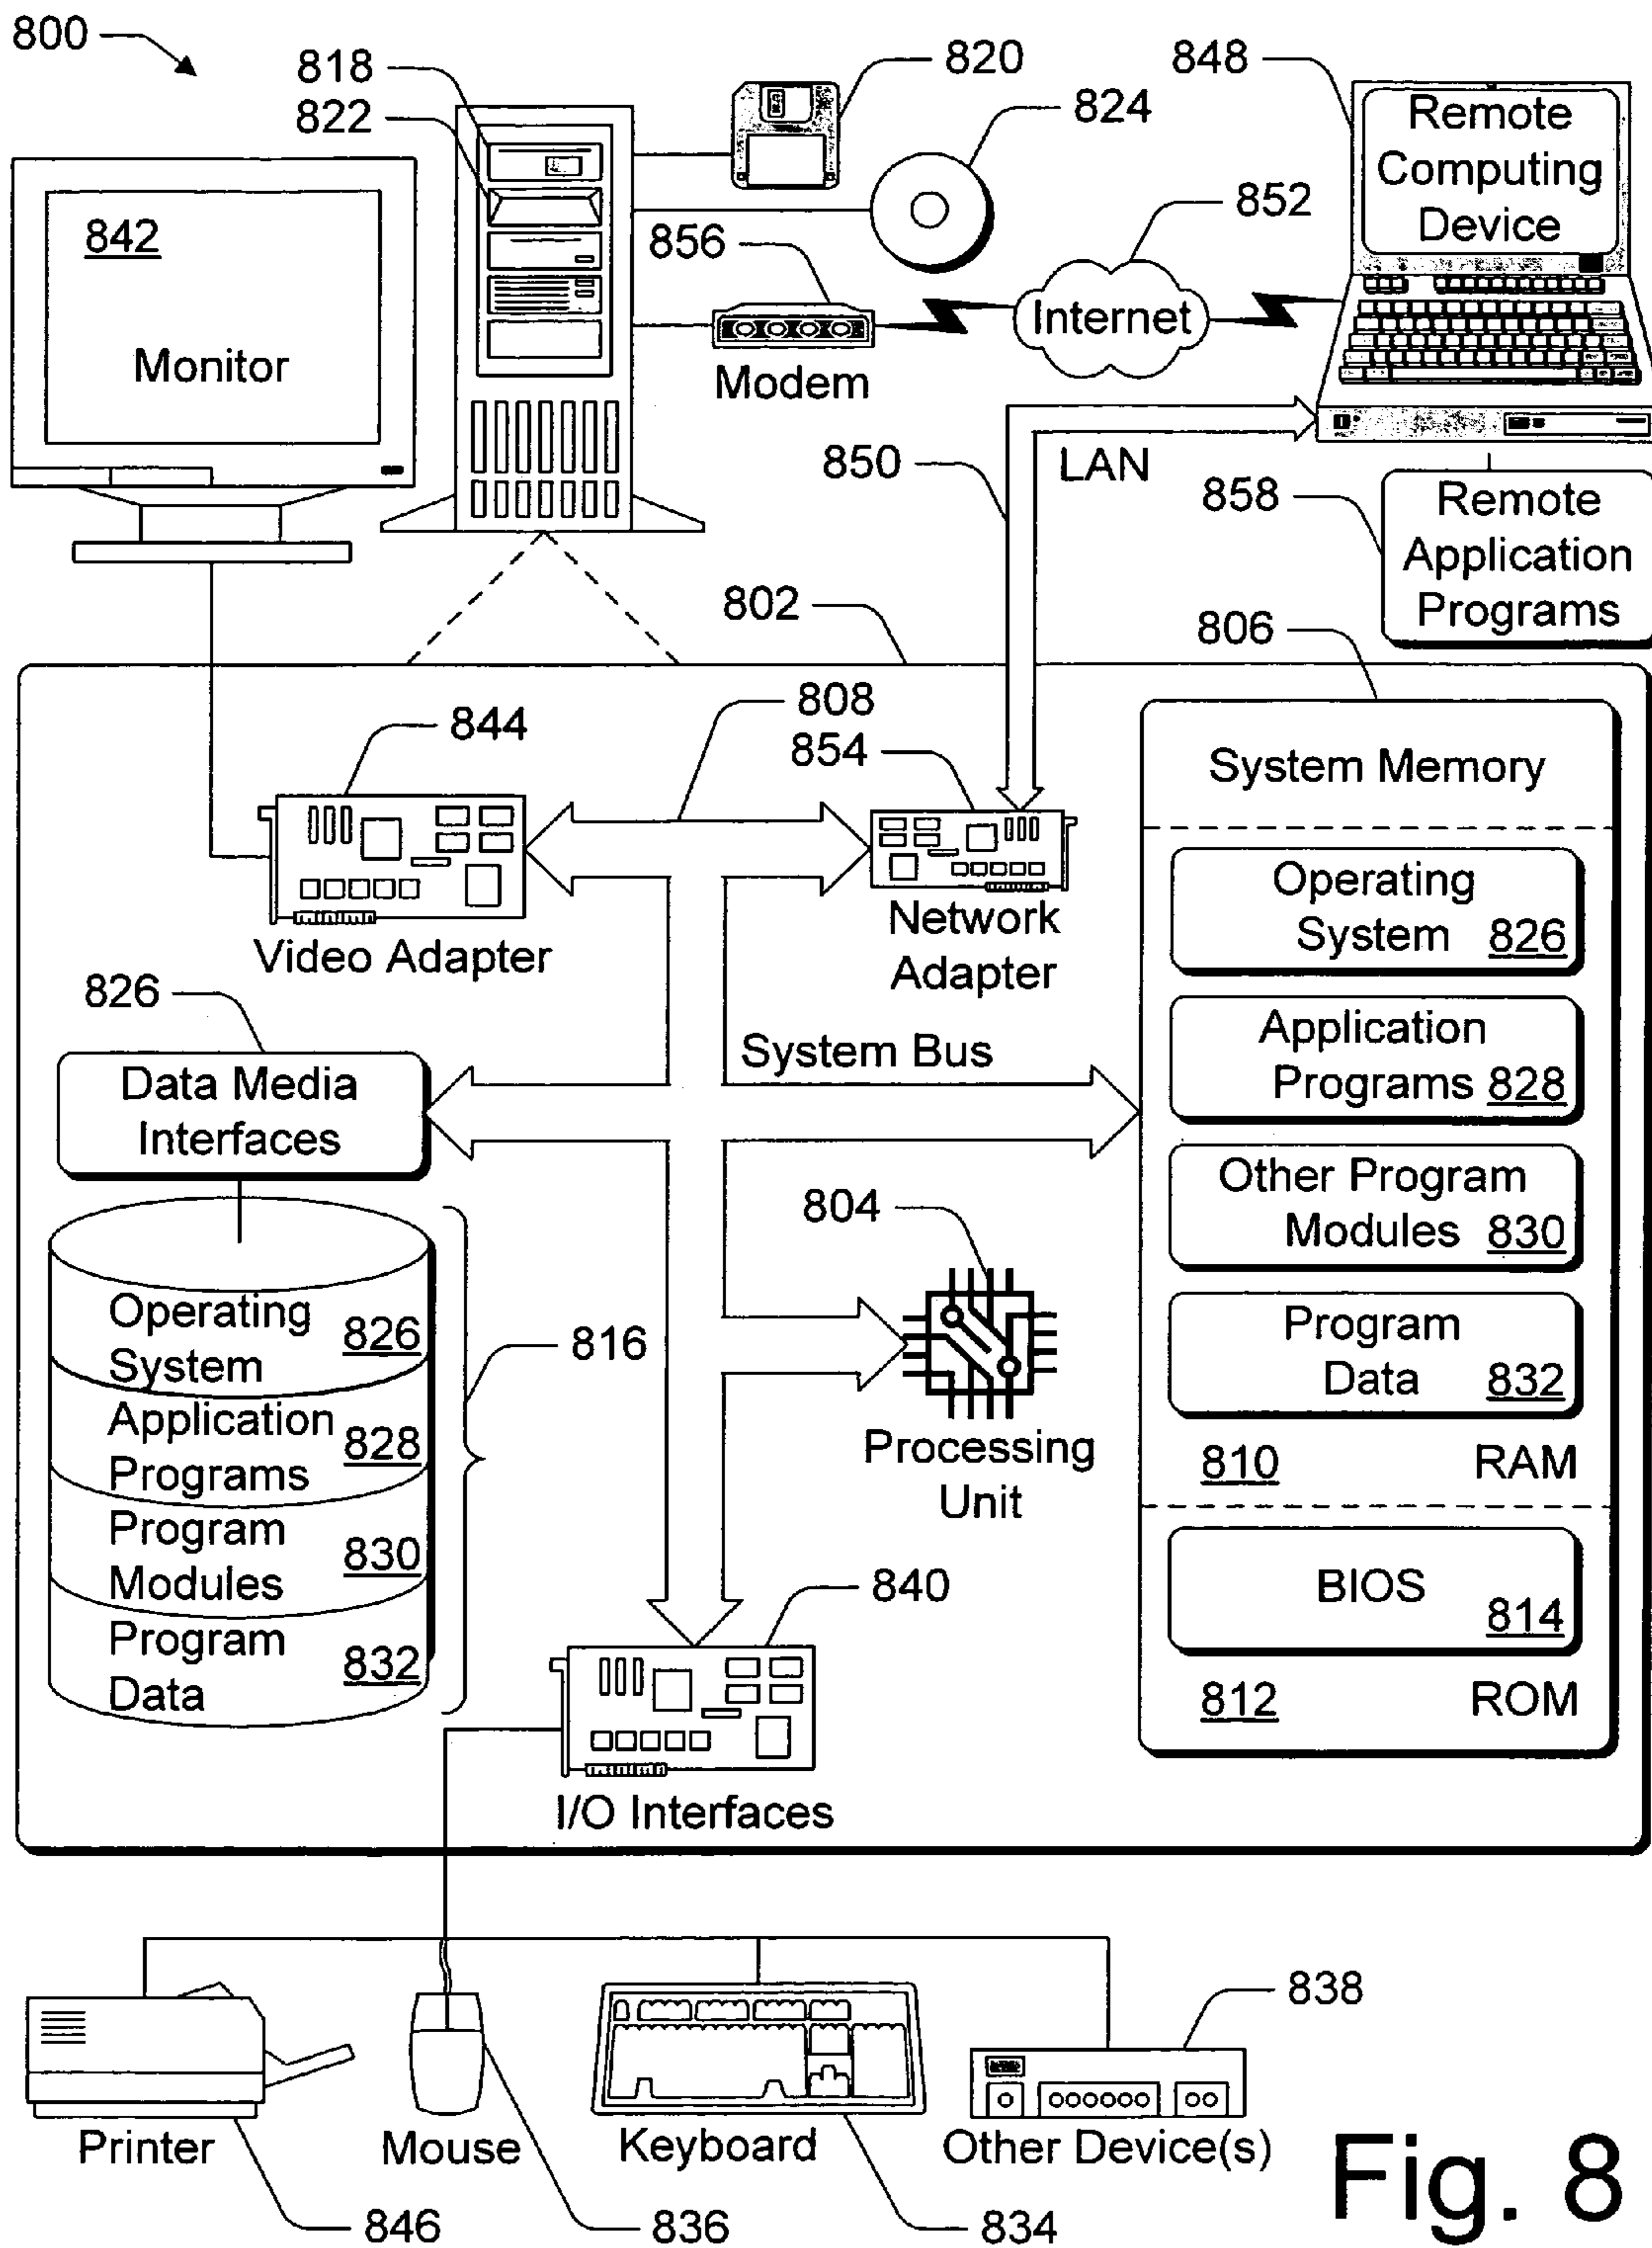 800
818
822
820
824
848
Remote
Computing
Device
842
Monitor
856
Modem
852
Internet
850
LAN
858
Remote
Application
Programs
802
806
844
808
854
Video Adapter
Network
Adapter
System Memory
Operating
System 826
Application
Programs 828
Other Program
Modules 830
Program
Data 832
810 RAM
BIOS
814
812 ROM
826
Data Media
Interfaces
System Bus
Operating
System 826
Application
Programs 828
Program
Modules 830
Program
Data 832
816
804
Processing
Unit
840
I/O Interfaces
838
Printer
Mouse
Keyboard
Other Device(s)
846
836
834
Fig. 8